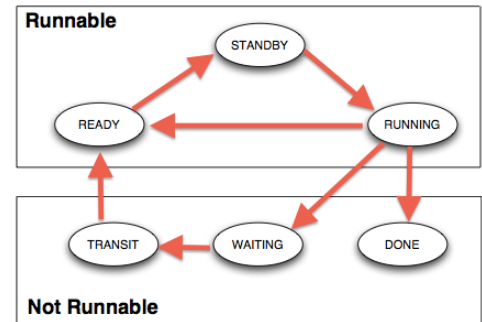 Runnable
STANDBY
READY
RUNNING
TRANSIT
WAITING
DONE
Not Runnable